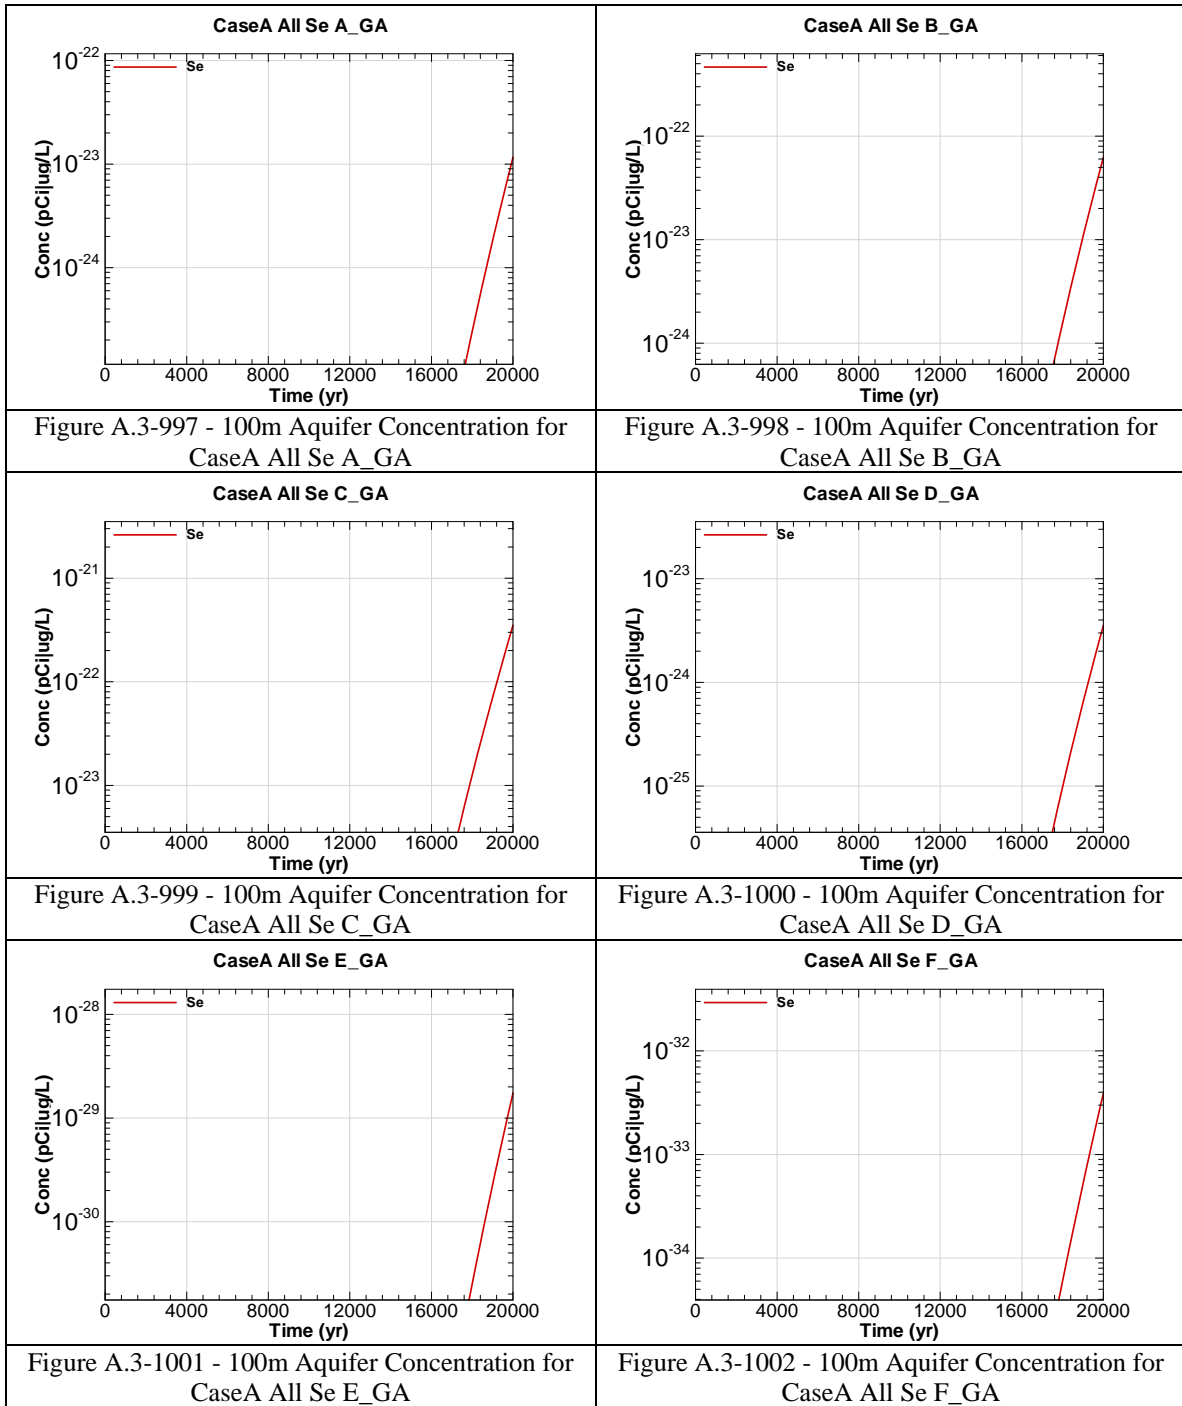 CaseA All Se A_GA
Se
10-22
10-23
10-24
Conc (pCi|ug/L)
0 4000 8000 12000 16000 20000
Time (yr)
Figure A.3-997 - 100m Aquifer Concentration for
CaseA All Se A_GA
CaseA All Se B_GA
Se
10-22
10-23
10-24
Conc (pCi|ug/L)
0 4000 8000 12000 16000 20000
Time (yr)
Figure A.3-998 - 100m Aquifer Concentration for
CaseA All Se B_GA
CaseA All Se C_GA
Se
10-21
10-22
10-23
Conc (pCi|ug/L)
0 4000 8000 12000 16000 20000
Time (yr)
Figure A.3-999 - 100m Aquifer Concentration for
CaseA All Se C_GA
CaseA All Se D_GA
Se
10-23
10-24
10-25
Conc (pCi|ug/L)
0 4000 8000 12000 16000 20000
Time (yr)
Figure A.3-1000 - 100m Aquifer Concentration for
CaseA All Se D_GA
CaseA All Se E_GA
Se
10-28
10-29
10-30
Conc (pCi|ug/L)
0 4000 8000 12000 16000 20000
Time (yr)
Figure A.3-1001 - 100m Aquifer Concentration for
CaseA All Se E_GA
CaseA All Se F_GA
Se
10-32
10-33
10-34
Conc (pCi|ug/L)
0 4000 8000 12000 16000 20000
Time (yr)
Figure A.3-1002 - 100m Aquifer Concentration for
CaseA All Se F_GA